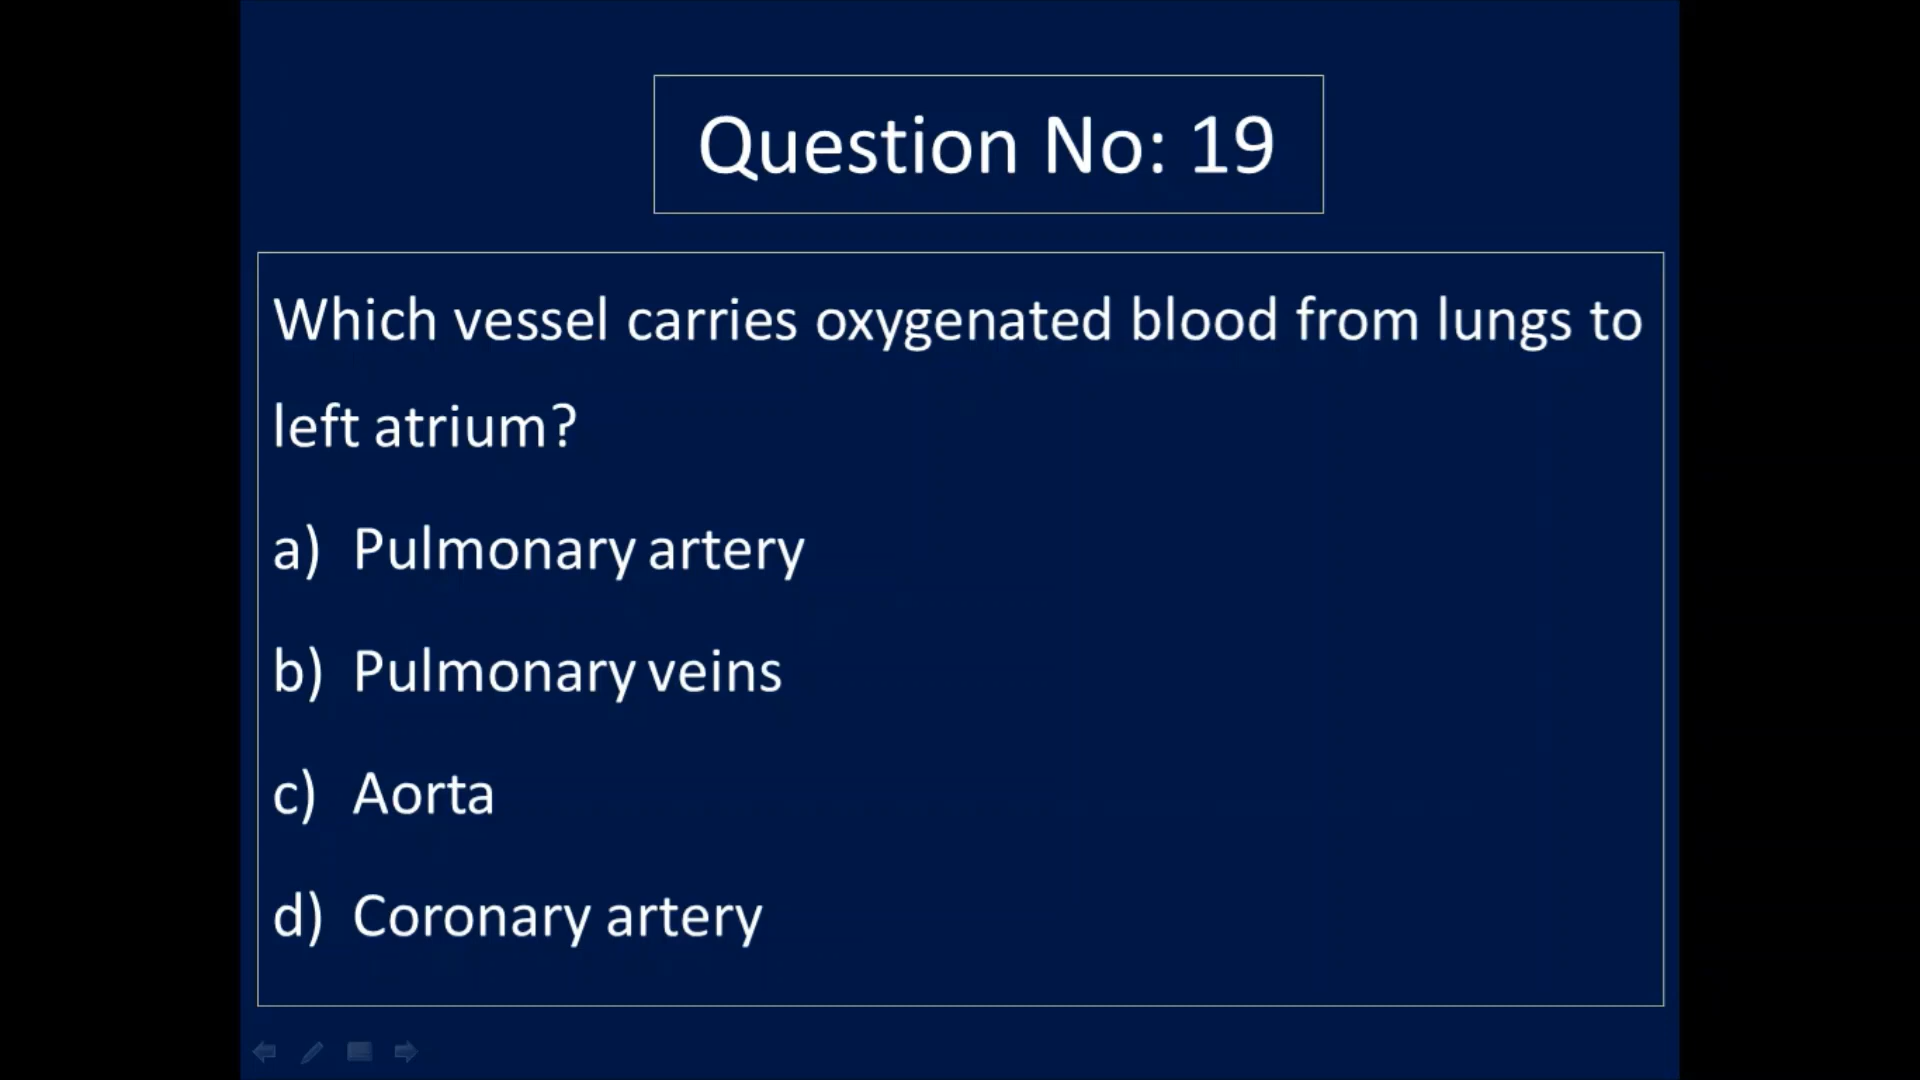 Question No: 19
Which vessel carries oxygenated blood from lungs to
left atrium?
a) Pulmonary artery
b) Pulmonary veins
c) Aorta
d) Coronary artery